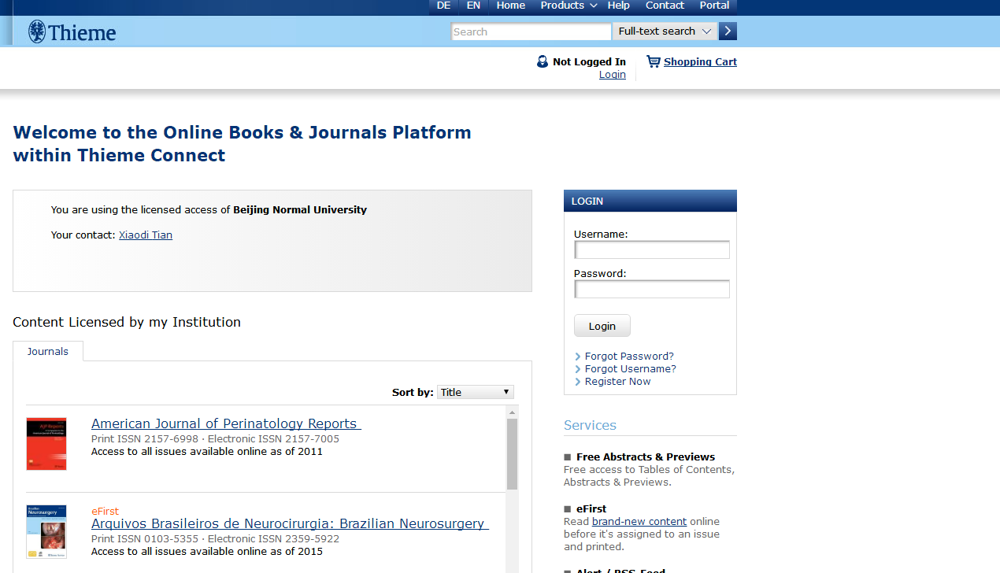 DE EN Home Products Help Contact Portal
Thieme
Search Full-text search
Not Logged In
Login
Shopping Cart
Welcome to the Online Books & Journals Platform
within Thieme Connect
You are using the licensed access of Beijing Normal University
Your contact: Xiaodi Tian
Content Licensed by my Institution
Journals
Sort by: Title
American Journal of Perinatology Reports
Print ISSN 2157-6998 · Electronic ISSN 2157-7005
Access to all issues available online as of 2011
AJP Reports
eFirst
Arquivos Brasileiros de Neurocirurgia: Brazilian Neurosurgery
Print ISSN 0103-5355 · Electronic ISSN 2359-5922
Access to all issues available online as of 2015
Brazilian
Neurosurgery
LOGIN
Username:
Password:
Login
Forgot Password?
Forgot Username?
Register Now
Services
Free Abstracts & Previews
Free access to Tables of Contents,
Abstracts & Previews.
eFirst
Read brand-new content online
before it's assigned to an issue
and printed.
Alert / RSS-Feed